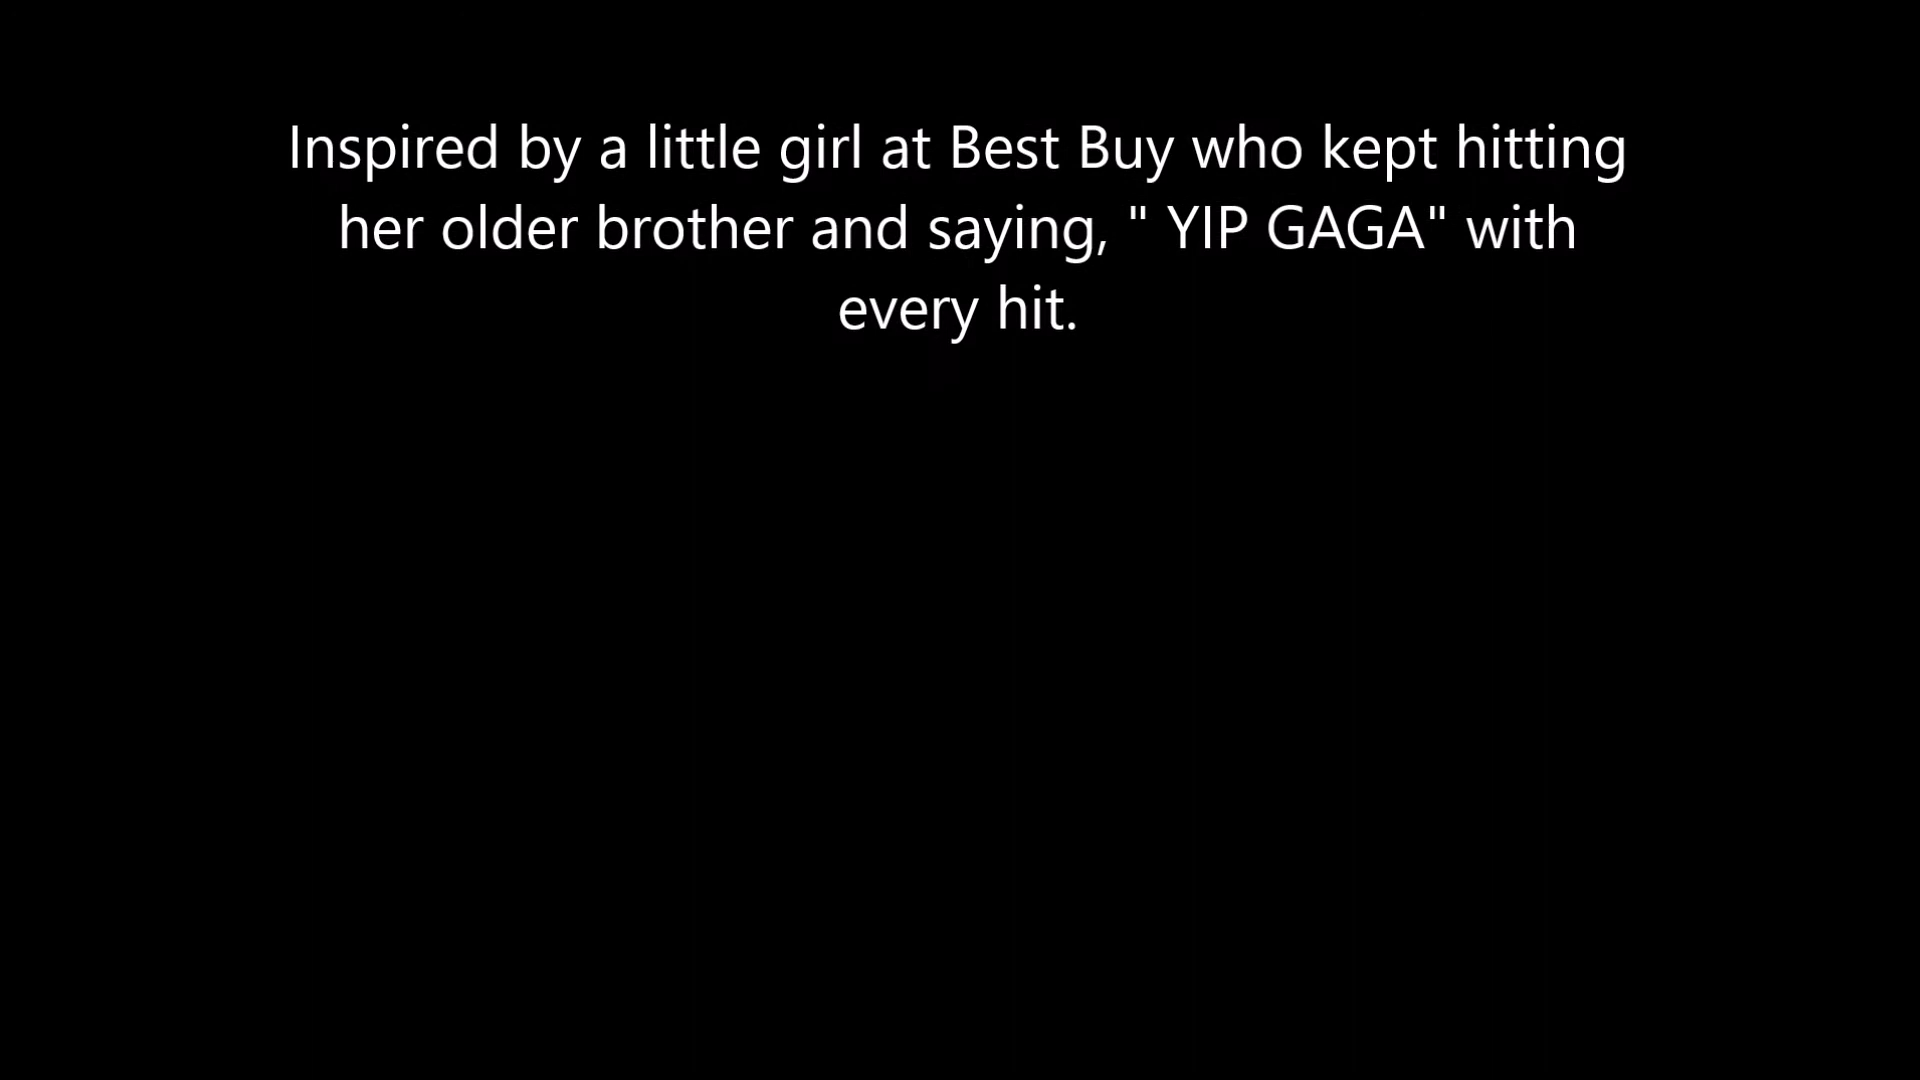 Inspired by a little girl at Best Buy who kept hitting
her older brother and saying, " YIP GAGA" with
every hit.